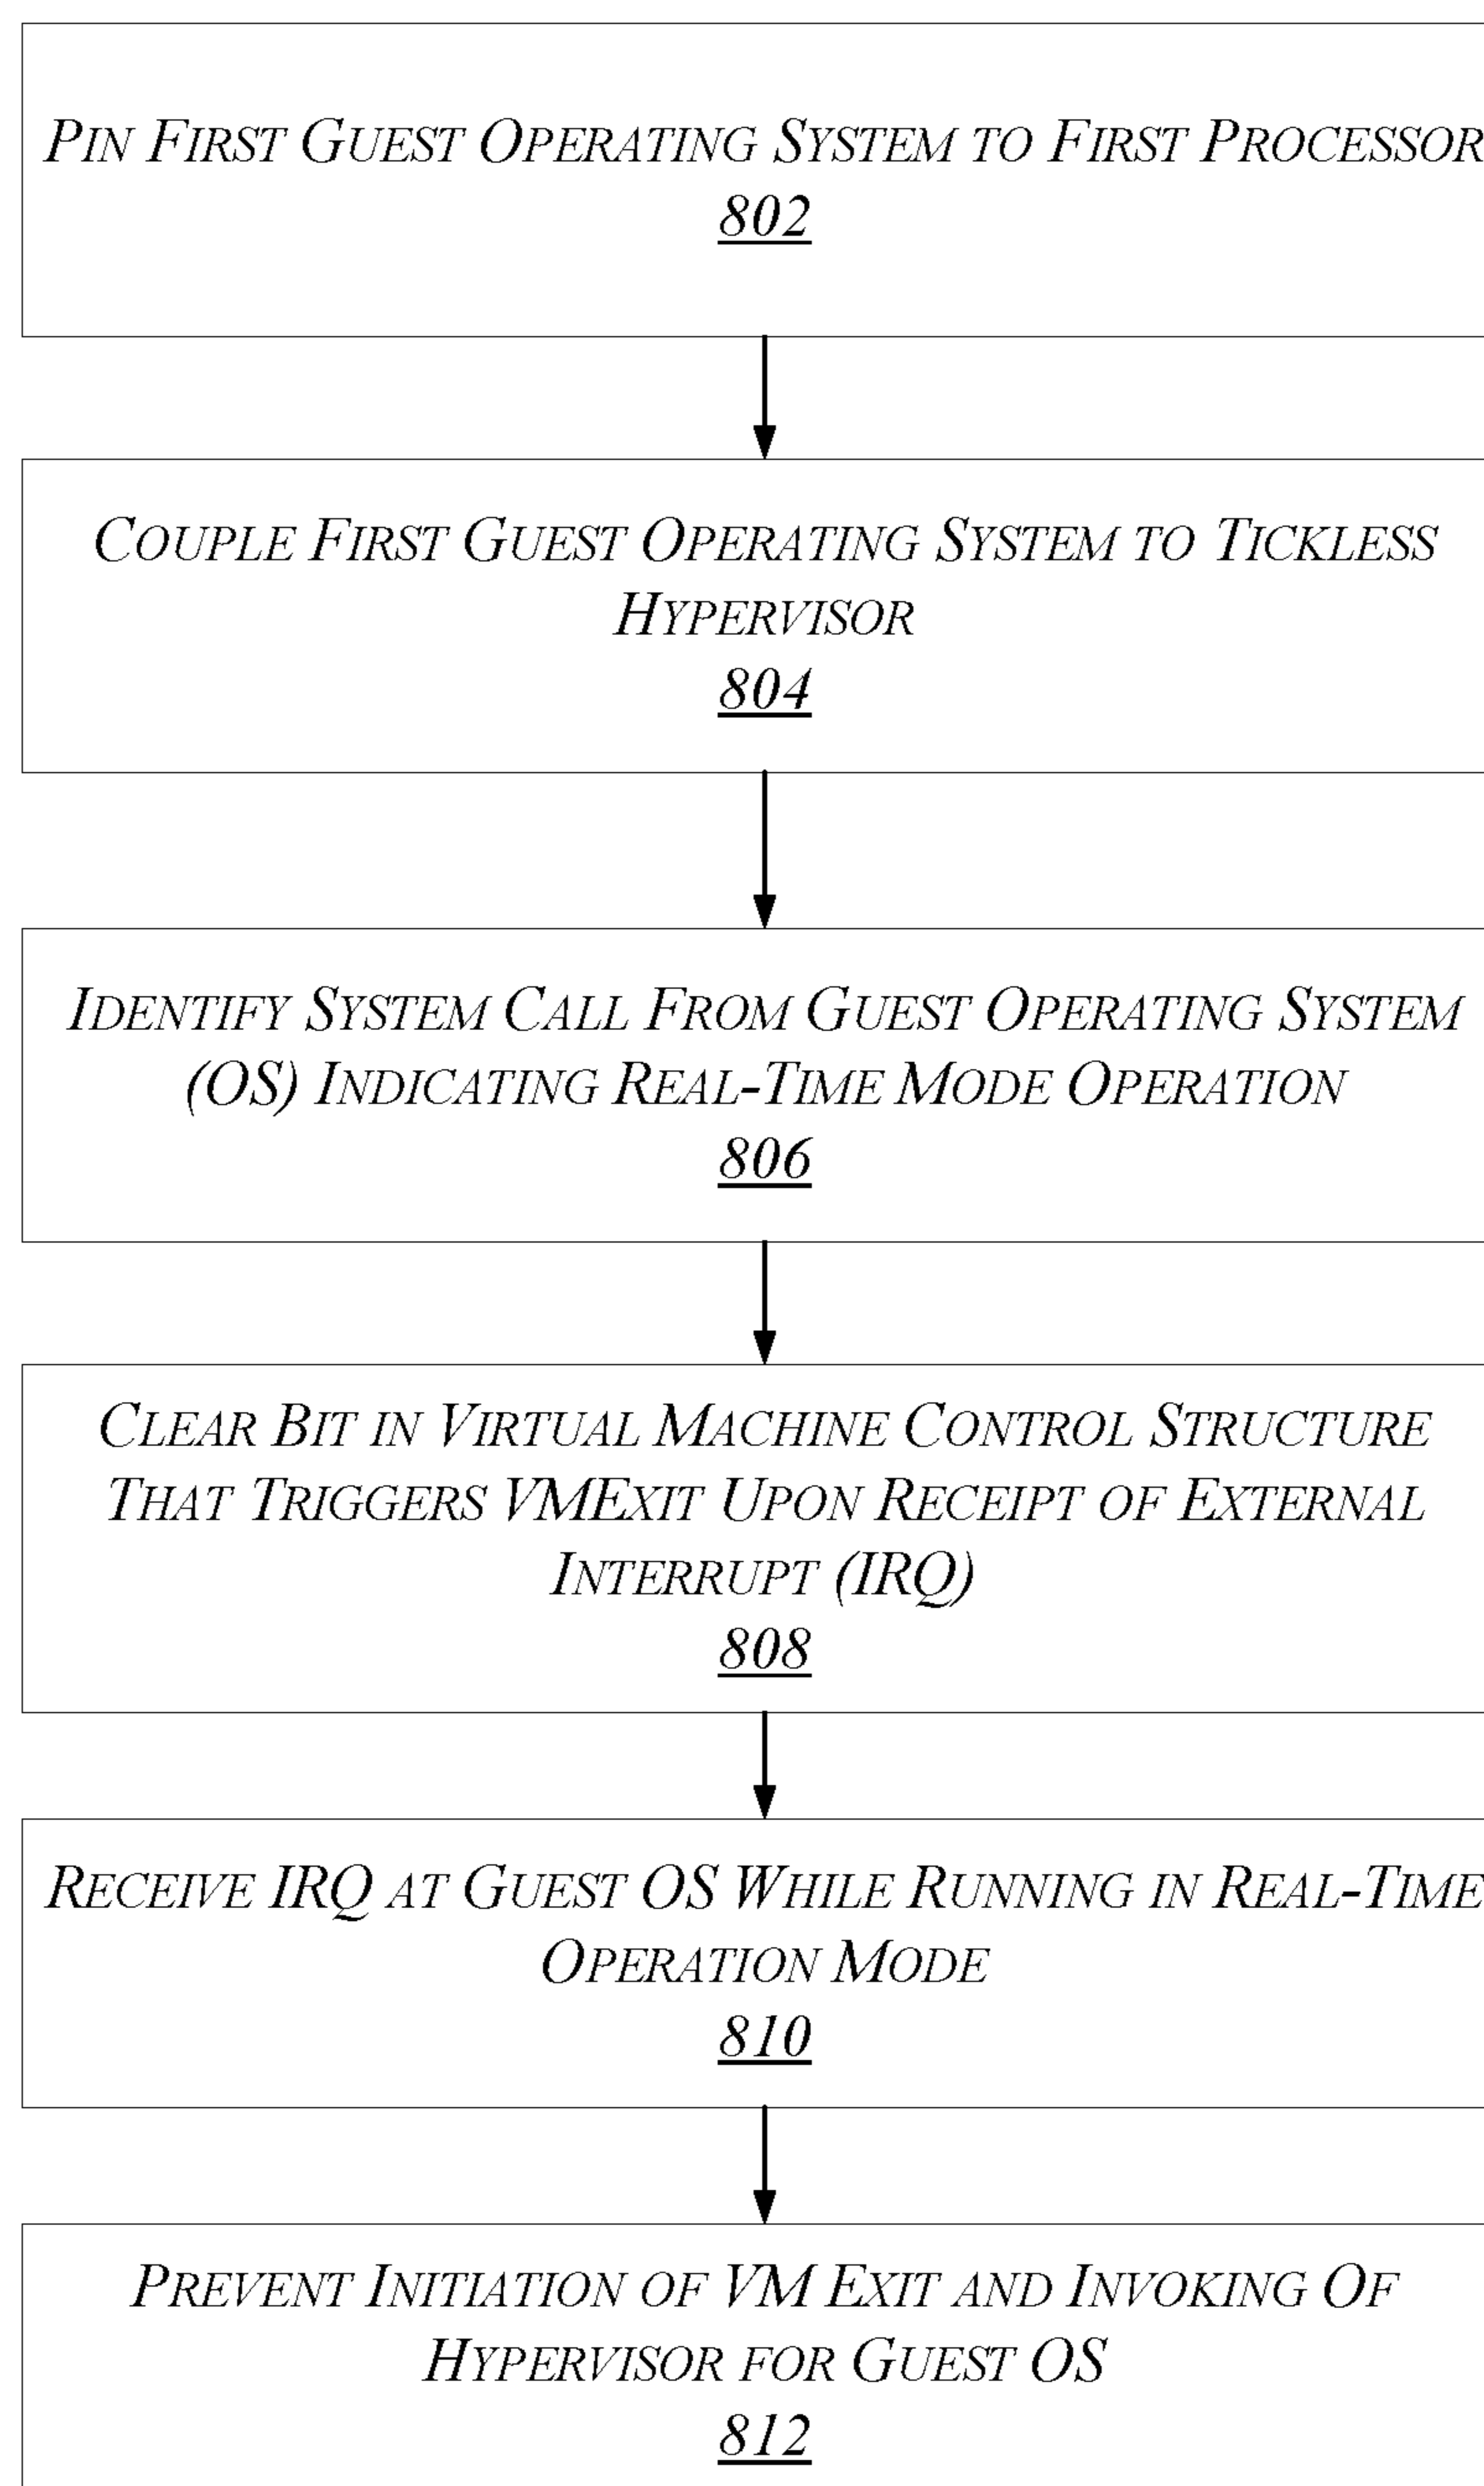 PIN FIRST GUEST OPERATING SYSTEM TO FIRST PROCESSOR
802
COUPLE FIRST GUEST OPERATING SYSTEM TO TICKLESS
HYPERVISOR
804
IDENTIFY SYSTEM CALL FROM GUEST OPERATING SYSTEM
(OS) INDICATING REAL-TIME MODE OPERATION
806
CLEAR BIT IN VIRTUAL MACHINE CONTROL STRUCTURE
THAT TRIGGERS VMEXIT UPON RECEIPT OF EXTERNAL
INTERRUPT (IRQ)
808
RECEIVE IRQ AT GUEST OS WHILE RUNNING IN REAL-TIME
OPERATION MODE
810
PREVENT INITIATION OF VM EXIT AND INVOKING OF
HYPERVISOR FOR GUEST OS
812